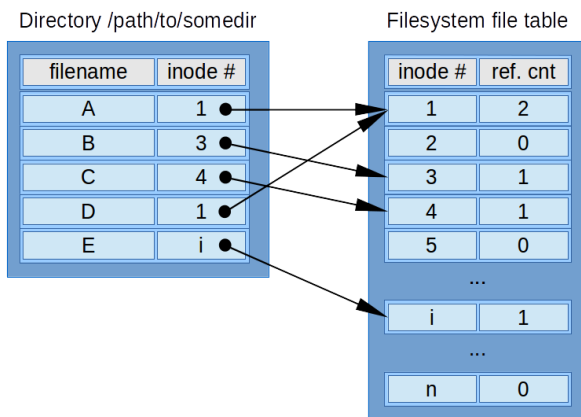 Directory /path/to/somedir
filename inode #
A 1
B 3
C 4
D 1
E i
Filesystem file table
inode # ref. cnt
1 2
2 0
3 1
4 1
5 0
...
i 1
...
n 0